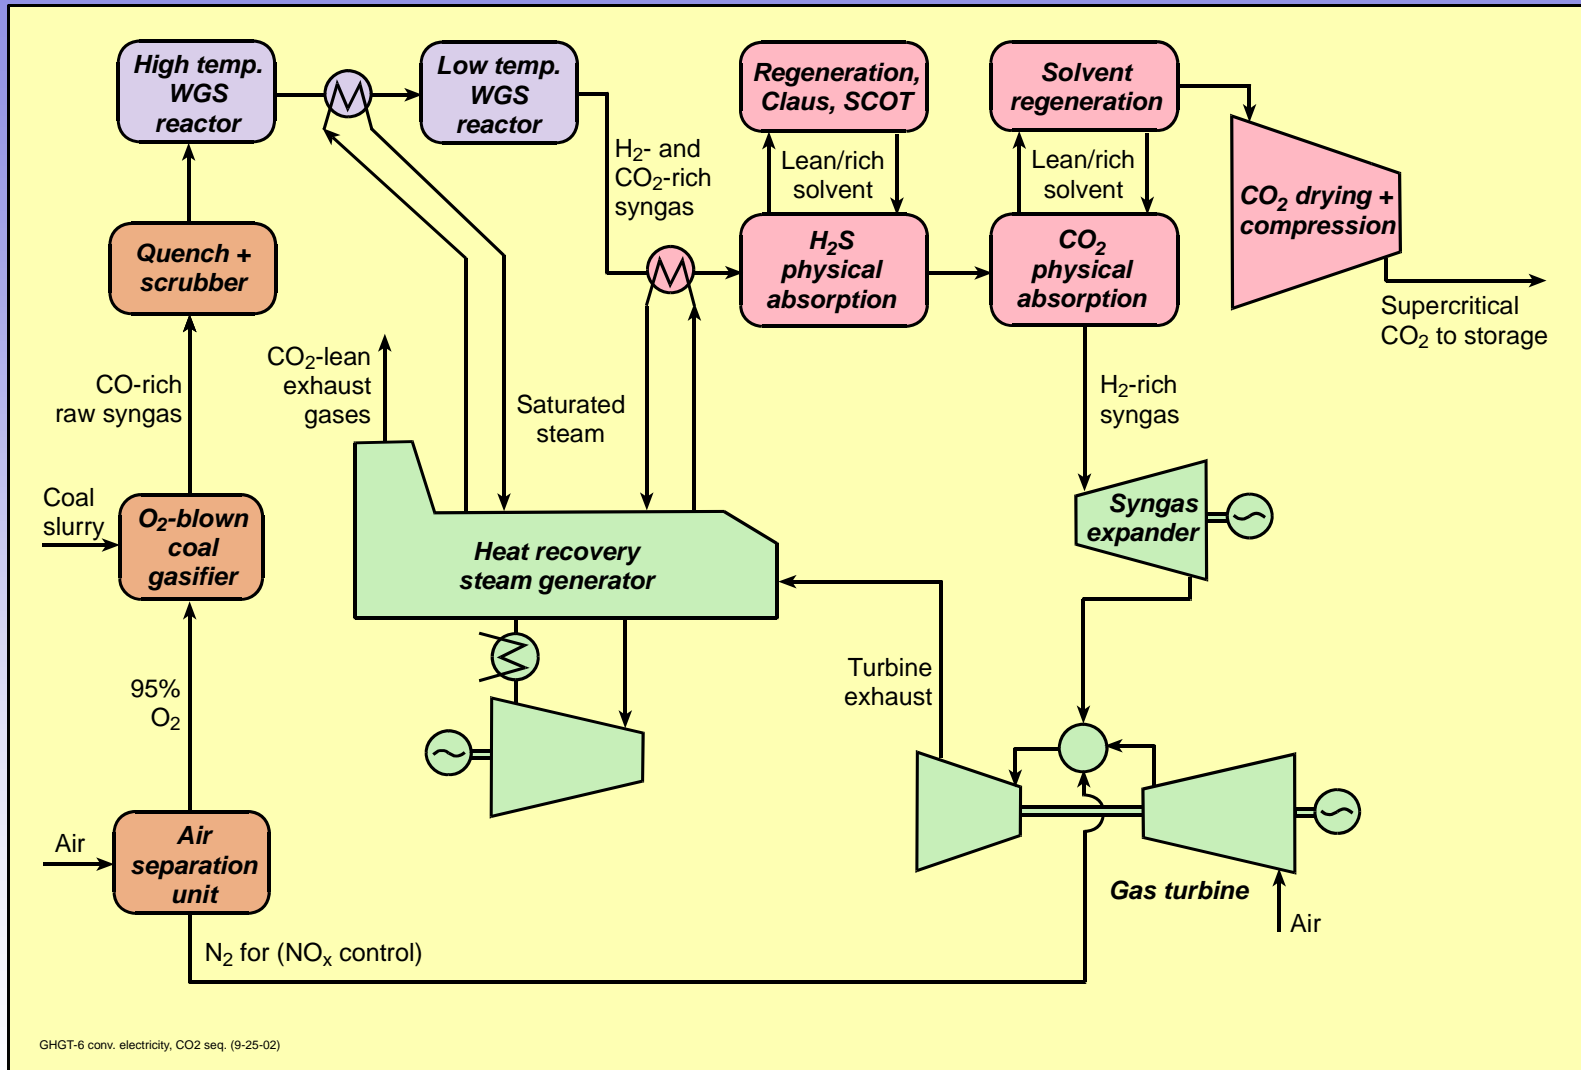 High temp.
WGS
reactor
Low temp.
WGS
reactor
Regeneration,
Claus, SCOT
Solvent
regeneration
H2- and
CO2-rich
syngas
Lean/rich
solvent
Lean/rich
solvent
CO2 drying +
compression
Quench +
scrubber
H2S
physical
absorption
CO2
physical
absorption
Supercritical
CO2 to storage
CO-rich
raw syngas
CO2-lean
exhaust
gases
Saturated
steam
H2-rich
syngas
Coal
slurry
O2-blown
coal
gasifier
Heat recovery
steam generator
Syngas
expander
95%
O2
Turbine
exhaust
Air
Air
separation
unit
Gas turbine
Air
N2 for (NOx control)
GHGT-6 conv. electricity, CO2 seq. (9-25-02)